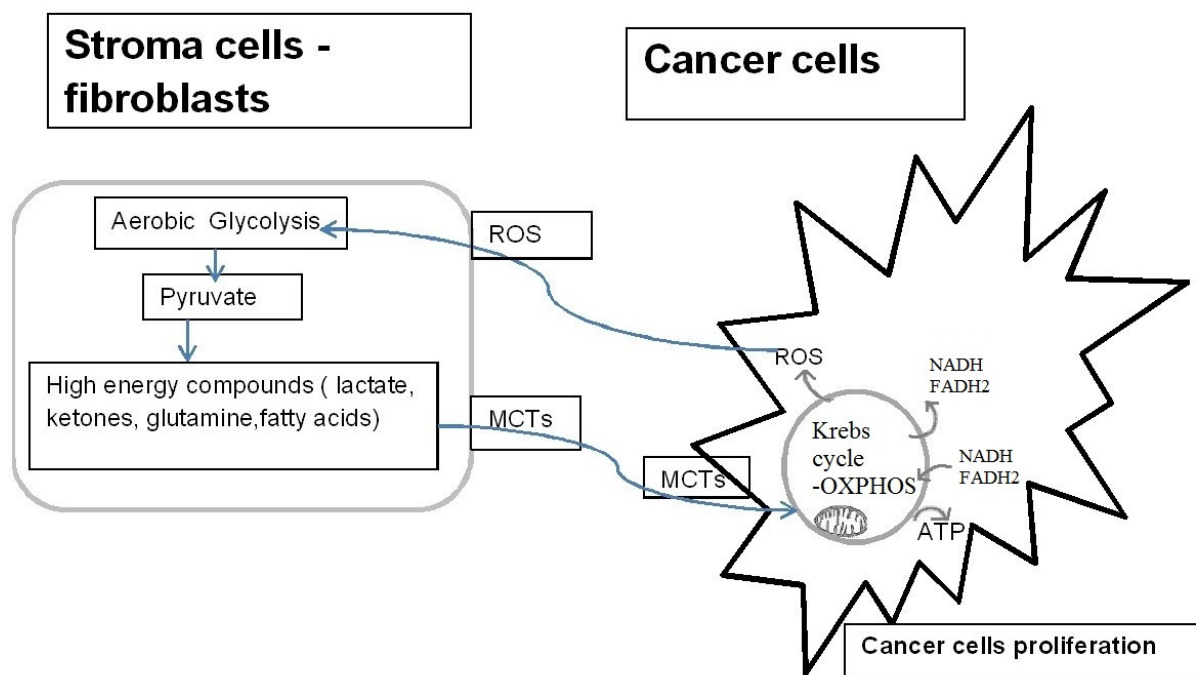 Stroma cells -
fibroblasts
Cancer cells
Aerobic Glycolysis
ROS
Pyruvate
High energy compounds ( lactate,
ketones, glutamine,fatty acids)
MCTs
MCTs
ROS
NADH
FADH2
Krebs
cycle
-OXPHOS
NADH
FADH2
ATP
Cancer cells proliferation